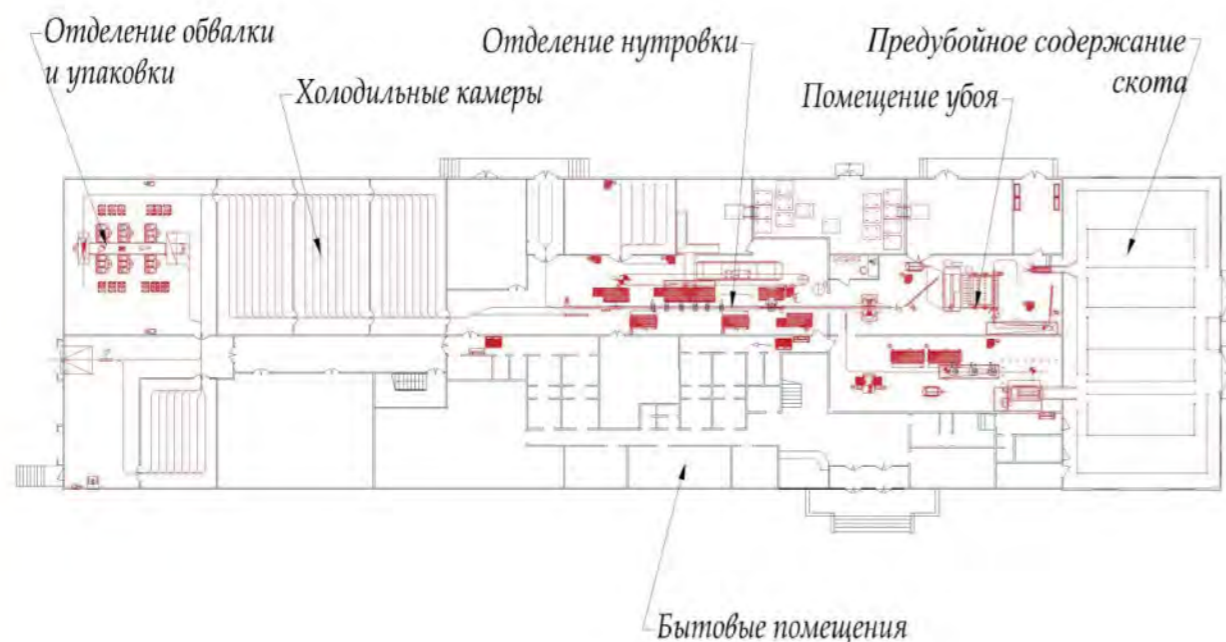 Отделение обвалки
и упаковки
Холодильные камеры
Отделение нутровки
Помещение убоя
Предубойное содержание
скота
Бытовые помещения